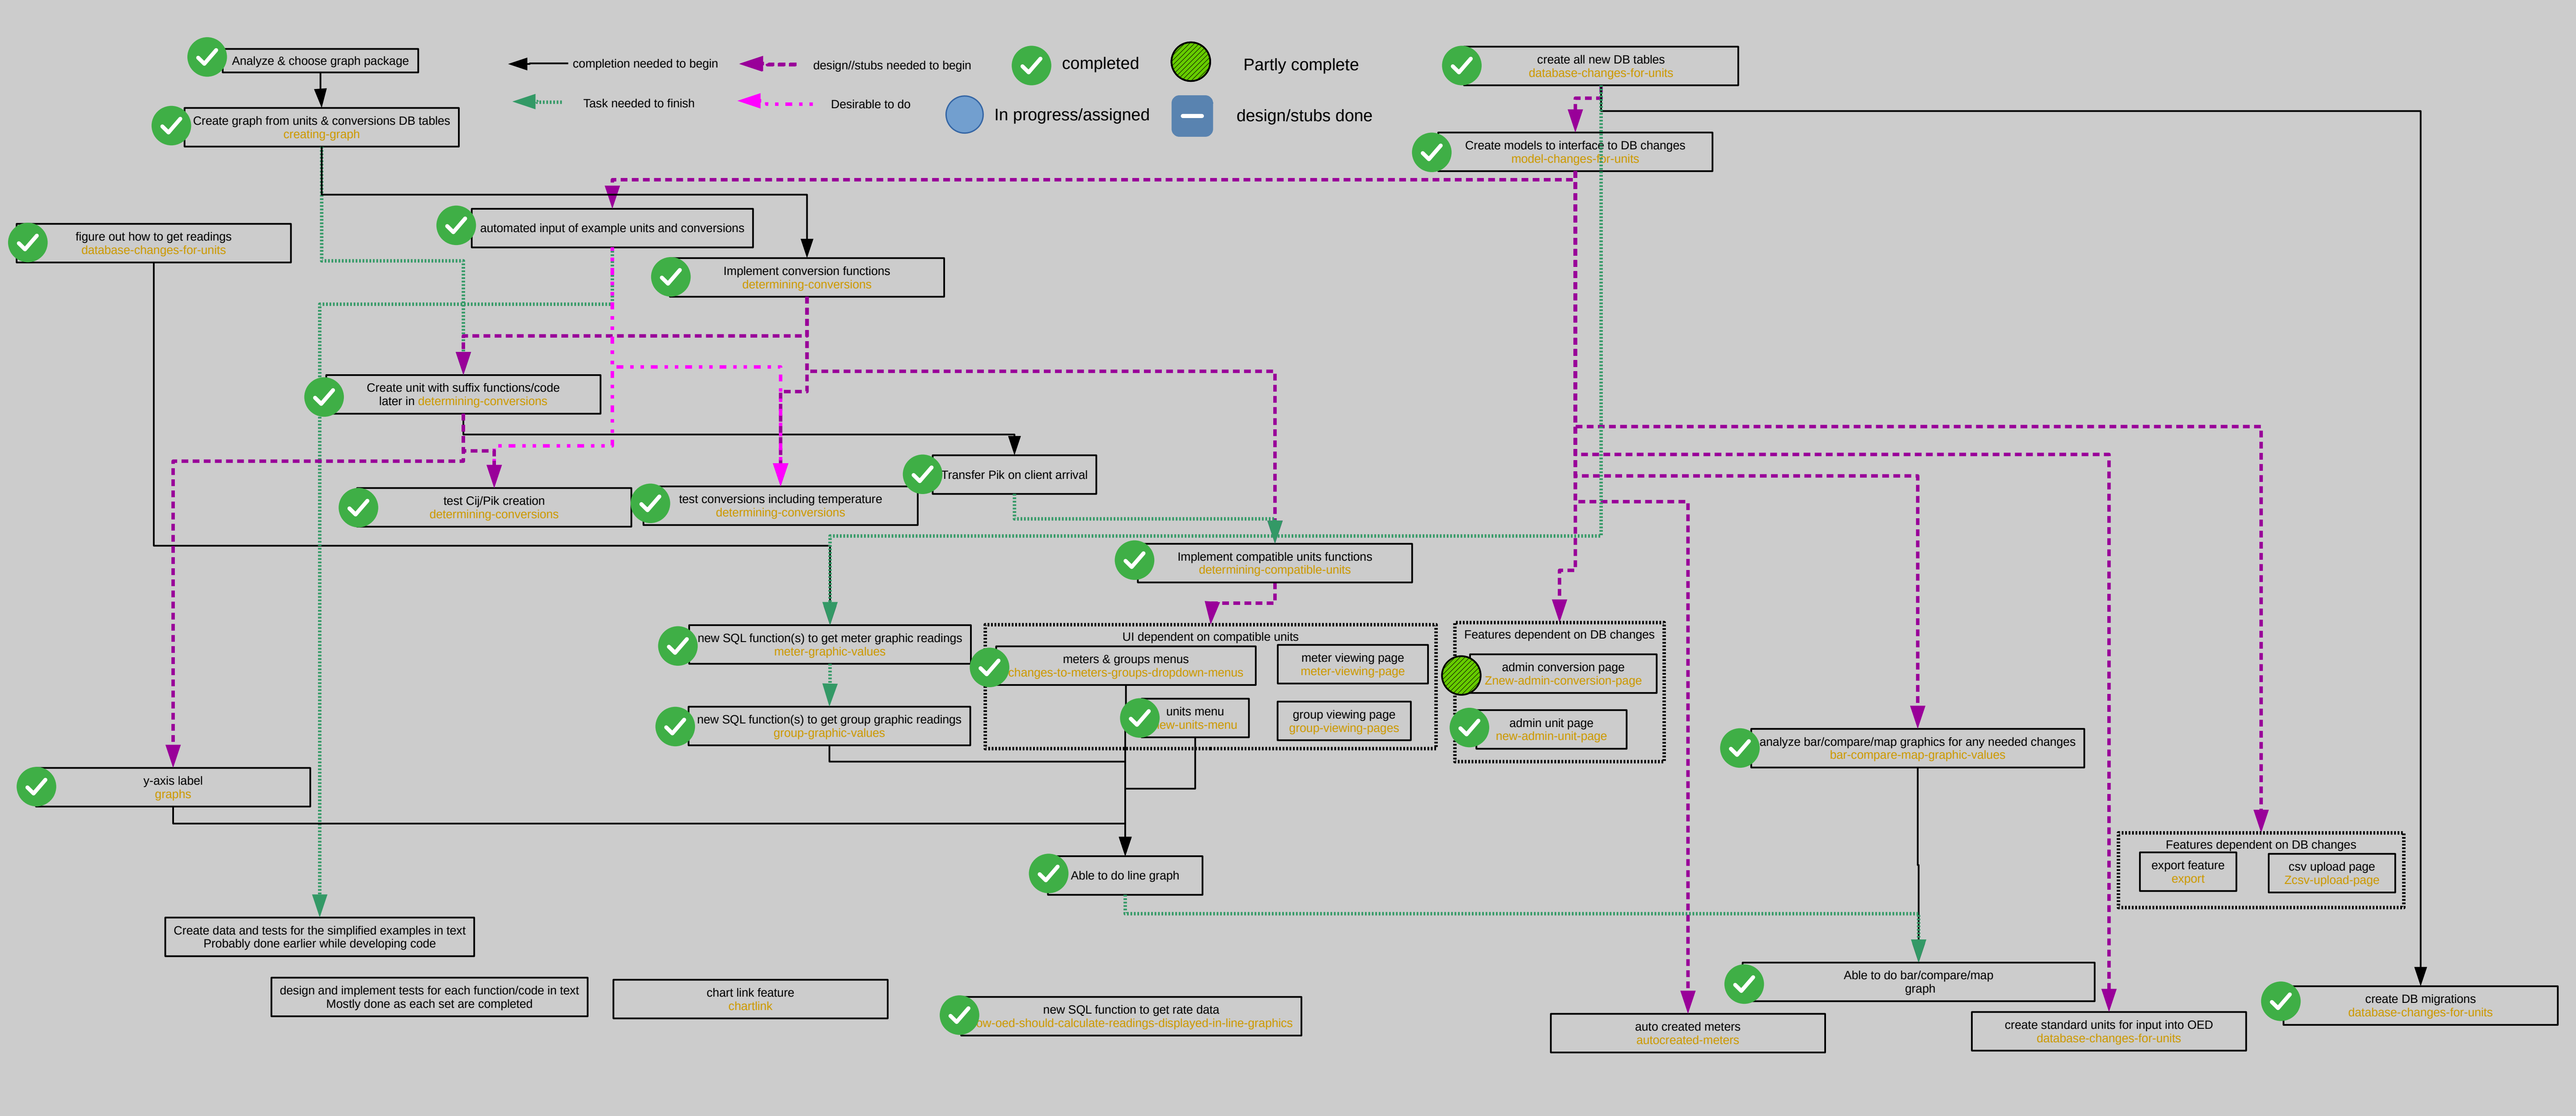 Analyze & choose graph package
completion needed to begin
design//stubs needed to begin
completed
Partly complete
Task needed to finish
Desirable to do
In progress/assigned
design/stubs done
create all new DB tables
database-changes-for-units
Create graph from units & conversions DB tables
creating-graph
Create models to interface to DB changes
model-changes-for-units
figure out how to get readings
database-changes-for-units
automated input of example units and conversions
Implement conversion functions
determining-conversions
Create unit with suffix functions/code
later in determining-conversions
Transfer Pik on client arrival
test Cij/Pik creation
determining-conversions
test conversions including temperature
determining-conversions
Implement compatible units functions
determining-compatible-units
new SQL function(s) to get meter graphic readings
meter-graphic-values
UI dependent on compatible units
meters & groups menus
changes-to-meters-groups-dropdown-menus
meter viewing page
meter-viewing-page
units menu
new-units-menu
group viewing page
group-viewing-pages
Features dependent on DB changes
admin conversion page
Znew-admin-conversion-page
admin unit page
new-admin-unit-page
new SQL function(s) to get group graphic readings
group-graphic-values
analyze bar/compare/map graphics for any needed changes
bar-compare-map-graphic-values
y-axis label
graphs
Features dependent on DB changes
export feature
export
csv upload page
Zcsv-upload-page
Able to do line graph
Create data and tests for the simplified examples in text
Probably done earlier while developing code
design and implement tests for each function/code in text
Mostly done as each set are completed
chart link feature
chartlink
new SQL function to get rate data
ow-oed-should-calculate-readings-displayed-in-line-graphics
Able to do bar/compare/map
graph
auto created meters
autocreated-meters
create standard units for input into OED
database-changes-for-units
create DB migrations
database-changes-for-units